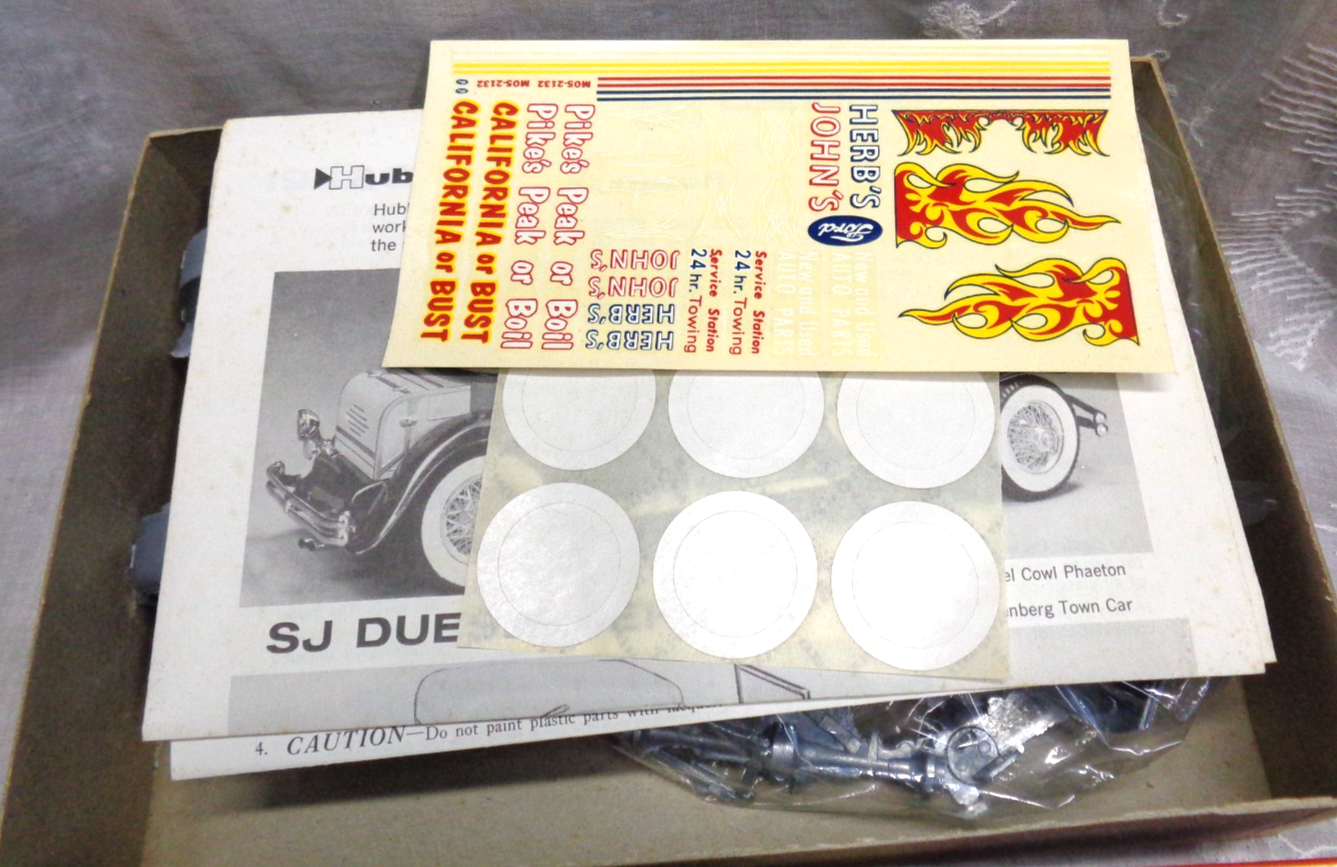 MOS-2132 MOS-2132
CALIFORNIA or BUST
CALIFORNIA or BUST
Pike's Peak or Boil
Pike's Peak or Boil
JOHN'S
JOHN'S
HERB'S
HERB'S
24 hr. Towing
Service Station
24 hr. Towing
Service Station
New and Used
AUTO PARTS
New and Used
AUTO PARTS
JOHN'S
HERB'S
Ford
Hub
Hubl
work
the
SJ DUE
el Cowl Phaeton
nberg Town Car
4. CAUTION—Do not paint plastic parts with